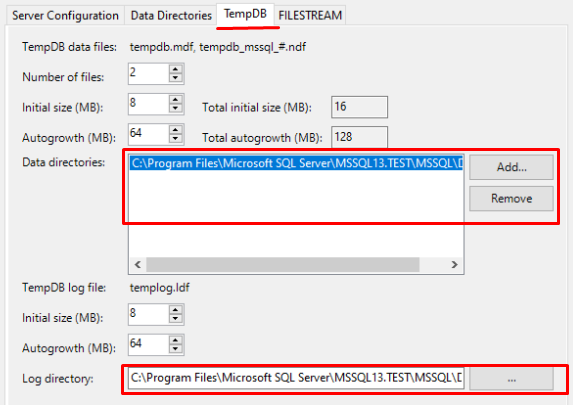 Server Configuration Data Directories TempDB FILESTREAM
TempDB data files: tempdb.mdf, tempdb_mssql_#.ndf
Number of files: 2
Initial size (MB): 8 Total initial size (MB): 16
Autogrowth (MB): 64 Total autogrowth (MB): 128
Data directories: C:\Program Files\Microsoft SQL Server\MSSQL13.TEST\MSSQL\D Add...
Remove
TempDB log file: templog.ldf
Initial size (MB): 8
Autogrowth (MB): 64
Log directory: C:\Program Files\Microsoft SQL Server\MSSQL13.TEST\MSSQL\D ...